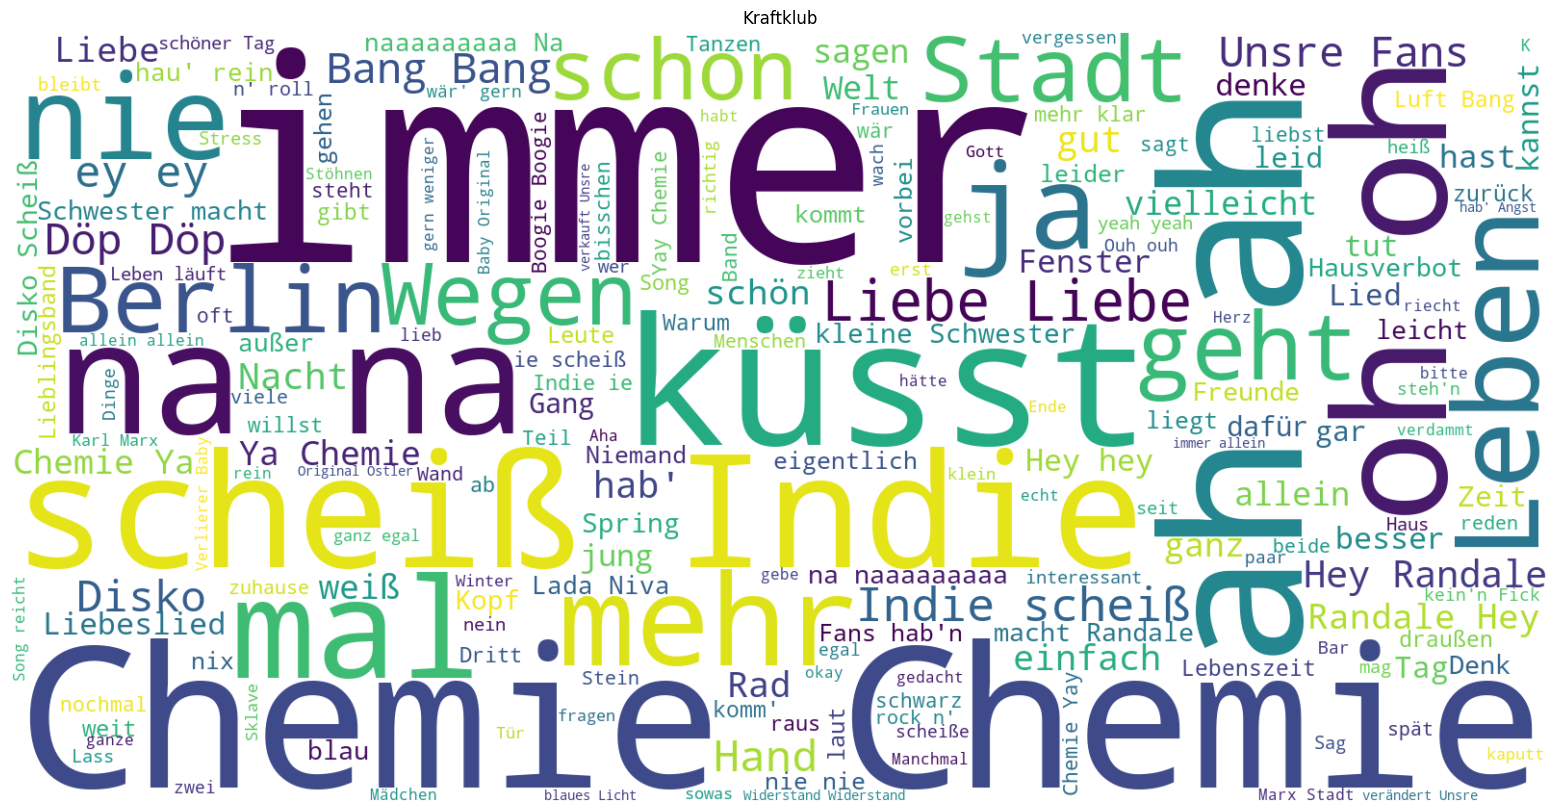 Kraftklub
Liebe
schöner Tag
naaaaaaaaa Na
Tanzen
sagen
vergessen
Unsre Fans
K
bleibt
hau' rein
n' roll
Bang Bang
wär' gern
schon
Welt
Stadt
denke
Luft Bang
nie
immer
Stress
gehen
Stöhnen
steht
gibt
ey ey
Schwester macht
Döp Döp
Disko Scheiß
gern weniger
Baby Original
Boogie Boogie
verkauft Unsre
bisschen
habt
Yay Chemie
richtig
Frauen
wär
wach
kommt
vorbei
Gott
gehst
ja
mehr klar
gut
sagt
leider
vielleicht
yeah yeah
Ouh ouh
Fenster
ah ah
liebst
leid
oh oh
heiß
hast
kannst
zurück
hab' Angst
tut
Hausverbot
Leben
Berlin
Leben läuft
oft
Wegen
wer
Song
Band
zieht
erst
schön
Liebe Liebe
Herz
Lied
riecht
leicht
Lieblingsband
allein allein
außer
lieb
Leute
Warum
Menschen
kleine Schwester
geht
na na
Nacht
viele
Dinge
willst
ie scheiß
Indie ie
Gang
küsst
hätte
Ende
Freunde
bitte
steh'n
liegt
dafür
gar
verdammt
immer allein
Karl Marx
Teil
Aha
Chemie Ya
Ya Chemie
Verlierer Baby
rein
Original Ostler
Wand
ab
Niemand
hab'
eigentlich
klein
Hey hey
echt
seit
allein
Zeit
Haus
reden
scheiß Indie
ganz egal
Spring
jung
ganz
beide
paar
besser
Song reicht
Disko
Liebeslied
zuhause
weiß
mal
Winter
Kopf
nein
Lada Niva
mehr
gebe
na naaaaaaaaa
Indie scheiß
interessant
Hey Randale
kein'n Fick
Randale Hey
Fans hab'n
macht Randale
egal
okay
einfach
draußen
Bar
mag
Tag
Denk
Lebenszeit
nix
Dritt
Stein
Rad
komm'
gedacht
schwarz
rock n'
scheiße
Chemie Chemie
nochmal
weit
ganze
Lass
Sklave
blau
fragen
Tür
raus
laut
Hand
Manchmal
Chemie Yay
Sag
spät
kaputt
zwei
Mädchen
blaues Licht
sowas
nie nie
Widerstand Widerstand
Marx Stadt
verändert Unsre